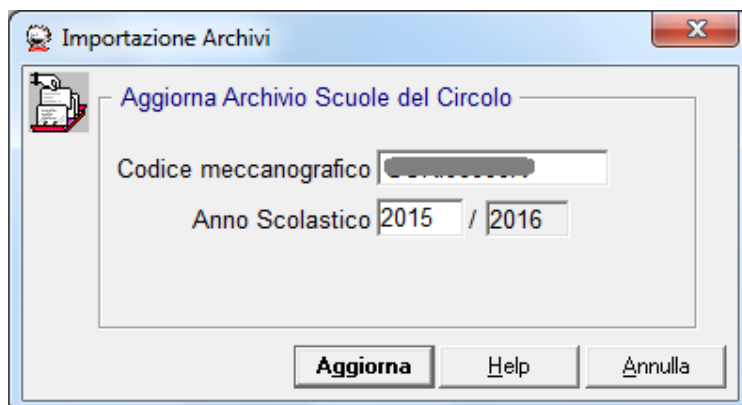 Importazione Archivi
Aggiorna Archivio Scuole del Circolo
Codice meccanografico
Anno Scolastico 2015 / 2016
Aggiorna Help Annulla